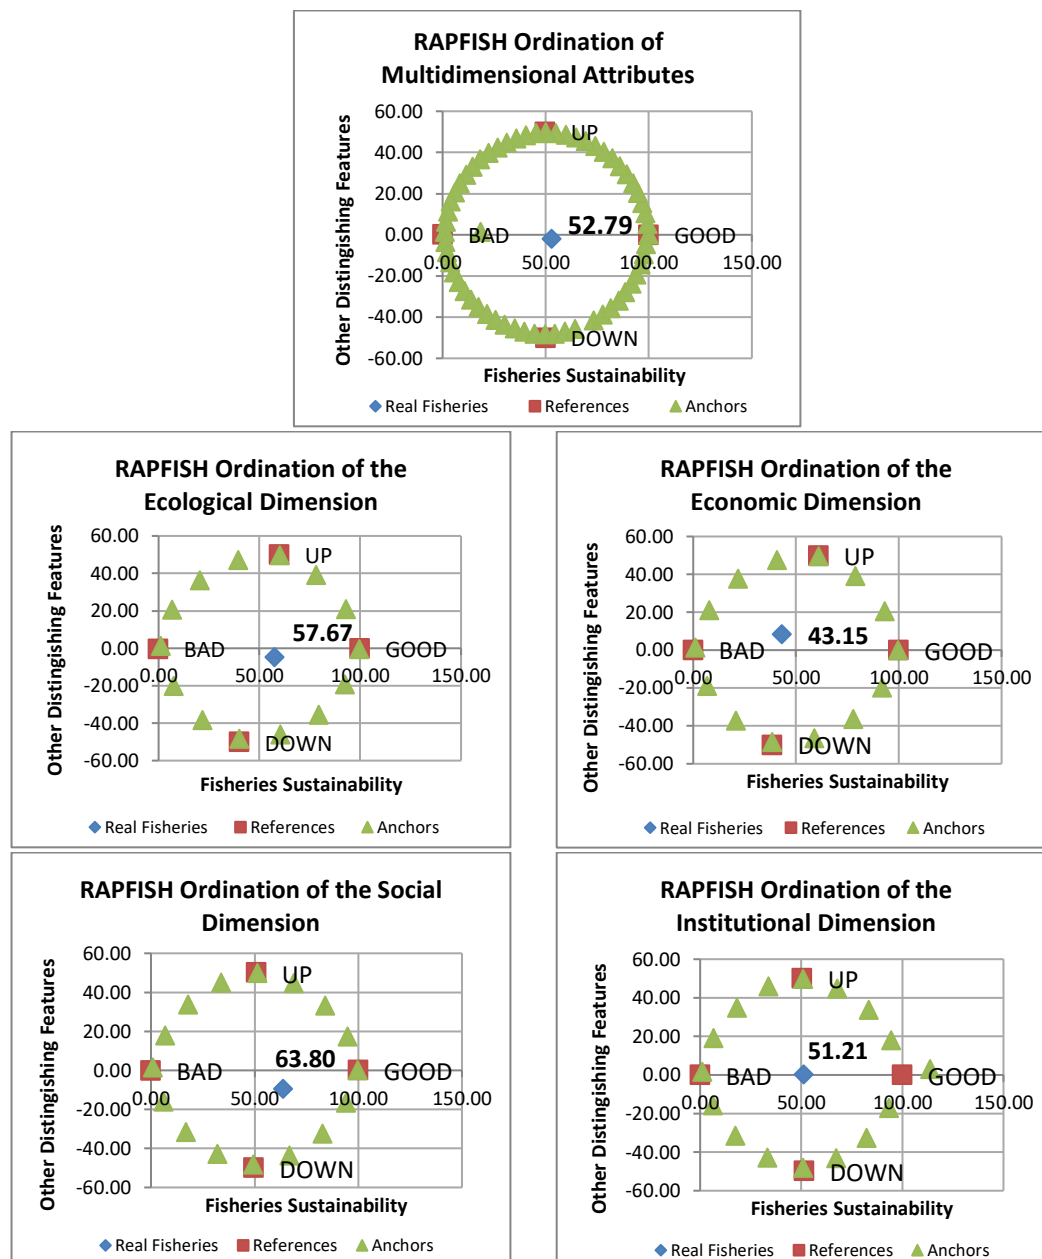 RAPFISH Ordination of
Multidimensional Attributes
Other Distingishing Features
60.00
40.00
20.00
0.00
-20.00
-40.00
-60.00
UP
BAD
52.79
GOOD
0.00 50.00 100.00 150.00
DOWN
Fisheries Sustainability
Real Fisheries References Anchors
RAPFISH Ordination of the
Ecological Dimension
Other Distingishing Features
60.00
40.00
20.00
0.00
-20.00
-40.00
-60.00
UP
57.67
BAD
GOOD
0.00 50.00 100.00 150.00
DOWN
Fisheries Sustainability
Real Fisheries References Anchors
RAPFISH Ordination of the
Economic Dimension
Other Distingishing Features
60.00
40.00
20.00
0.00
-20.00
-40.00
-60.00
UP
43.15
BAD
GOOD
0.00 50.00 100.00 150.00
DOWN
Fisheries Sustainability
Real Fisheries References Anchors
RAPFISH Ordination of the Social
Dimension
Other Distingishing Features
60.00
40.00
20.00
0.00
-20.00
-40.00
-60.00
UP
63.80
BAD
GOOD
0.00 50.00 100.00 150.00
DOWN
Fisheries Sustainability
Real Fisheries References Anchors
RAPFISH Ordination of the
Institutional Dimension
Other Distingishing Features
60.00
40.00
20.00
0.00
-20.00
-40.00
-60.00
UP
51.21
BAD
GOOD
0.00 50.00 100.00 150.00
DOWN
Fisheries Sustainability
Real Fisheries References Anchors